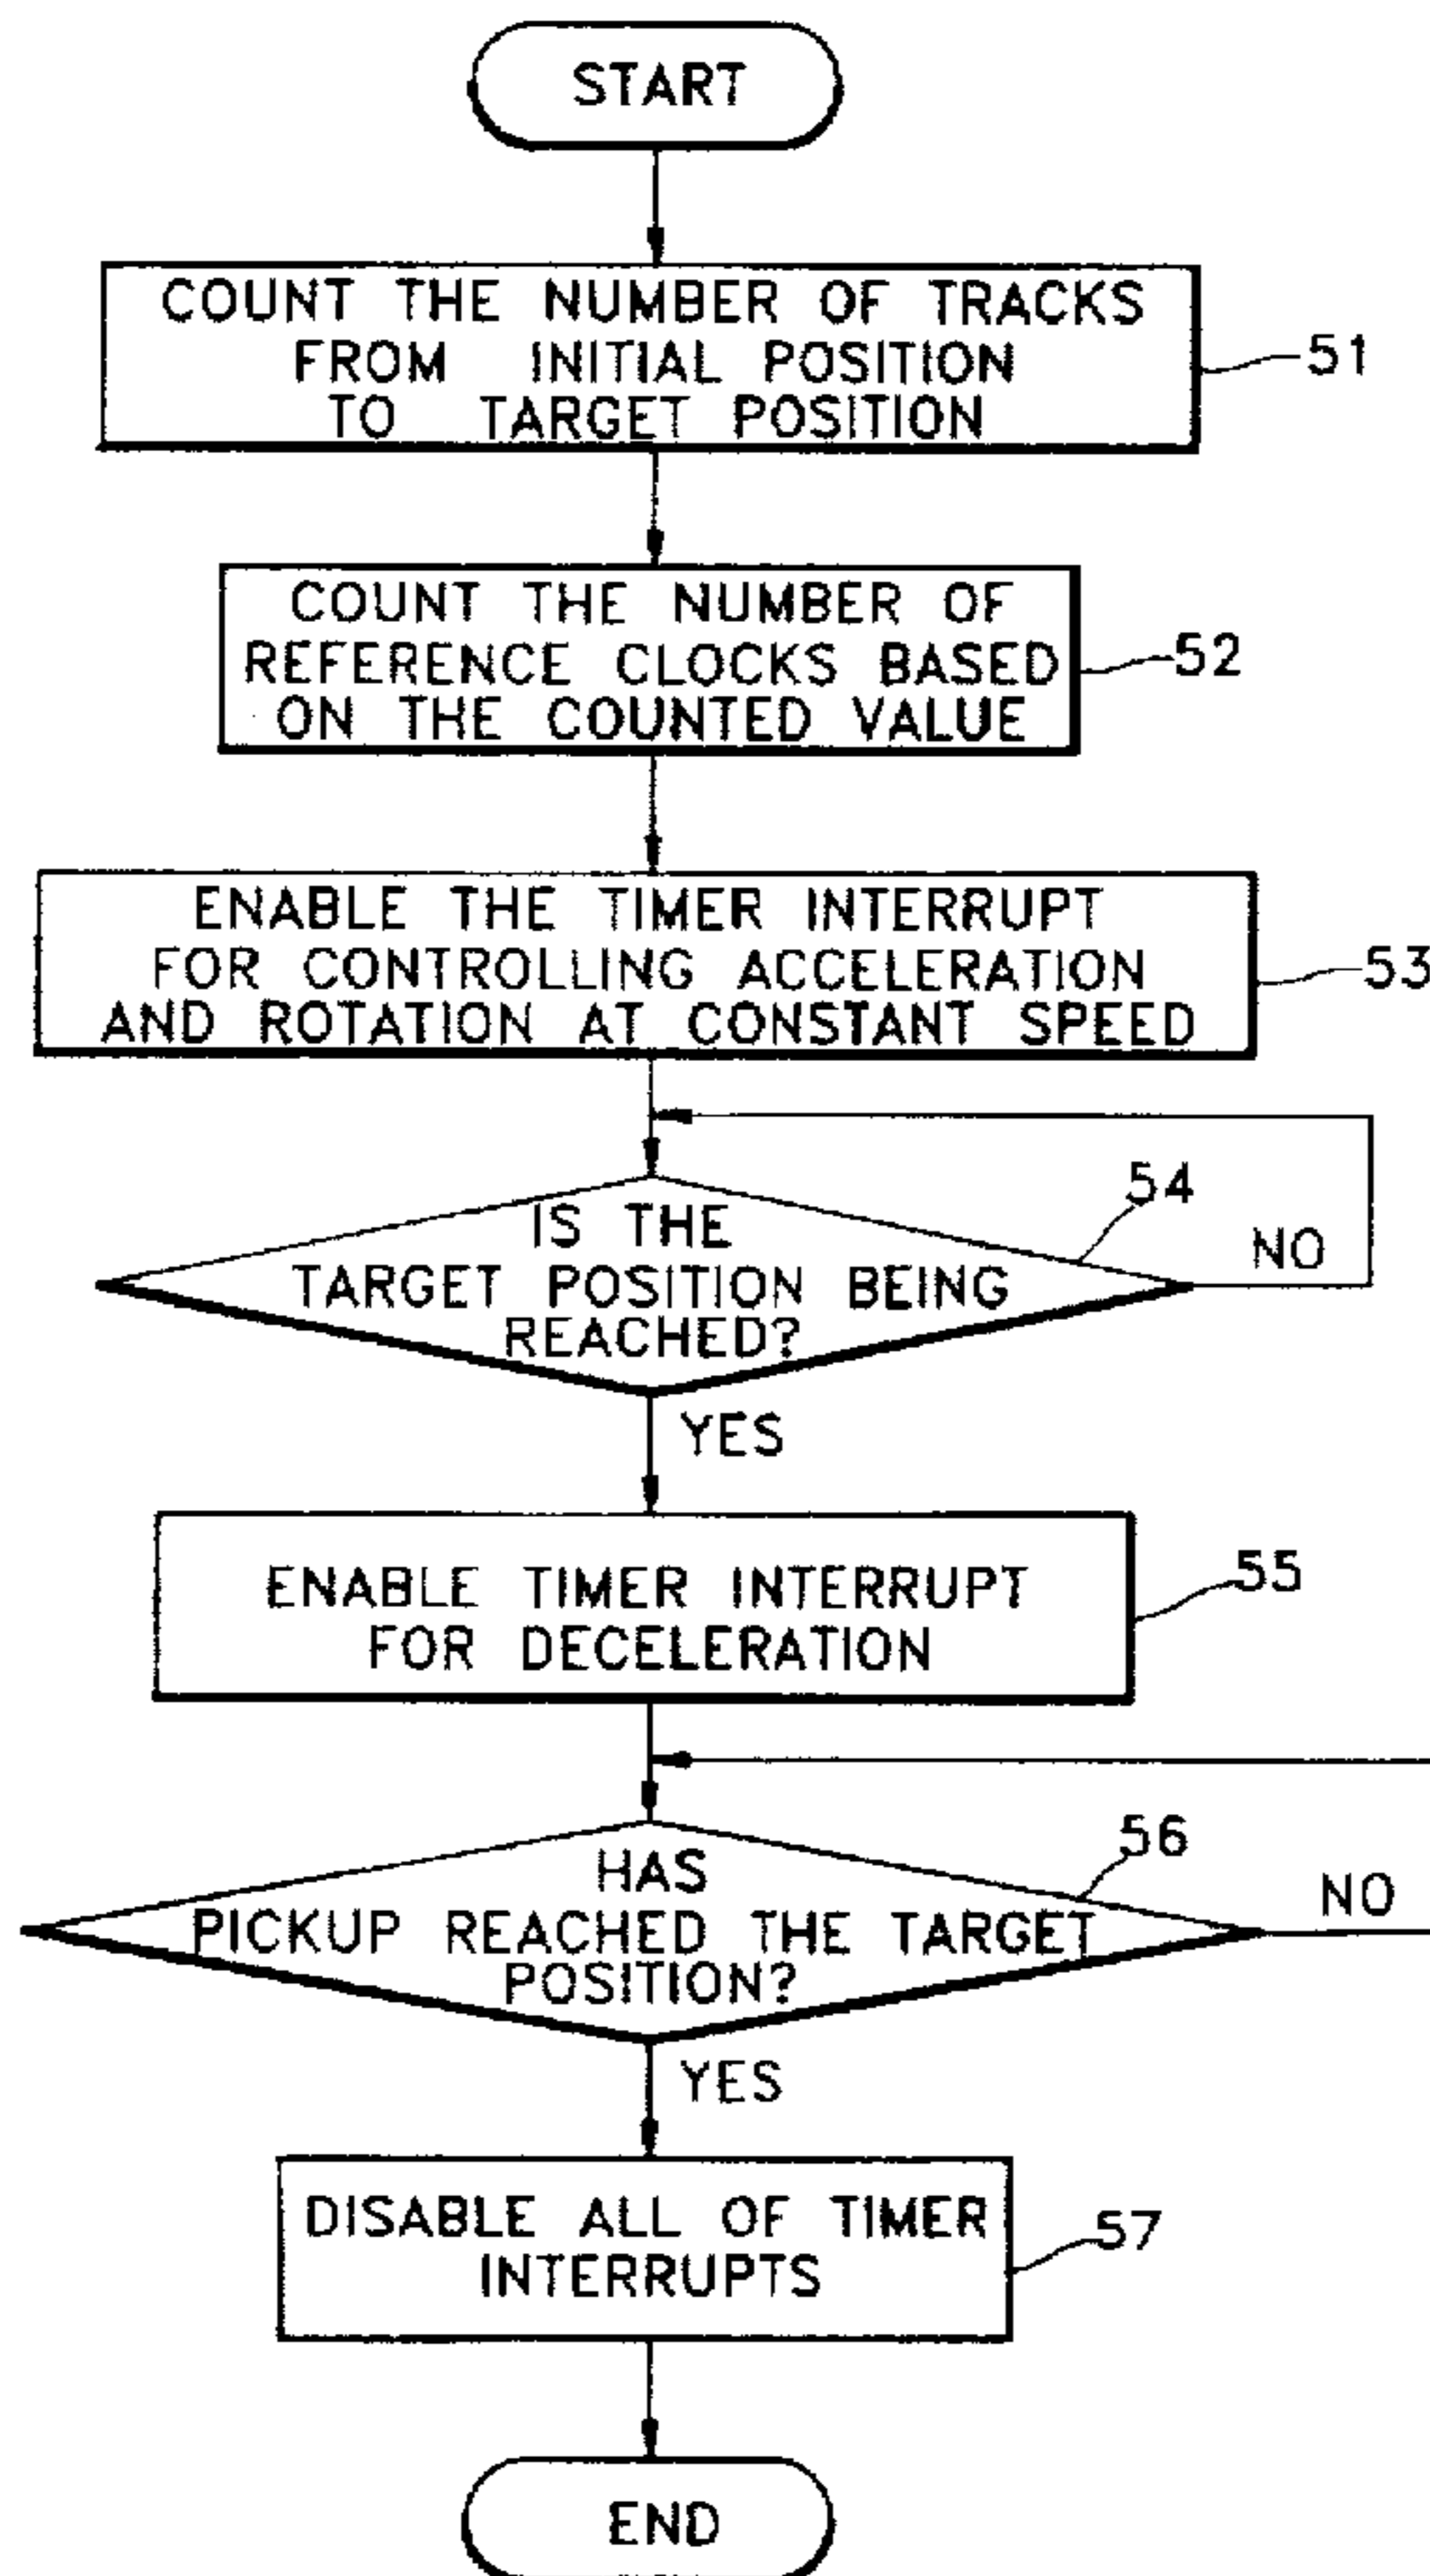 START
COUNT THE NUMBER OF TRACKS
FROM INITIAL POSITION
TO TARGET POSITION
51
COUNT THE NUMBER OF
REFERENCE CLOCKS BASED
ON THE COUNTED VALUE
52
ENABLE THE TIMER INTERRUPT
FOR CONTROLLING ACCELERATION
AND ROTATION AT CONSTANT SPEED
53
54
IS THE
TARGET POSITION BEING
REACHED?
NO
YES
ENABLE TIMER INTERRUPT
FOR DECELERATION
55
56
HAS
PICKUP REACHED THE TARGET
POSITION?
NO
YES
DISABLE ALL OF TIMER
INTERRUPTS
57
END